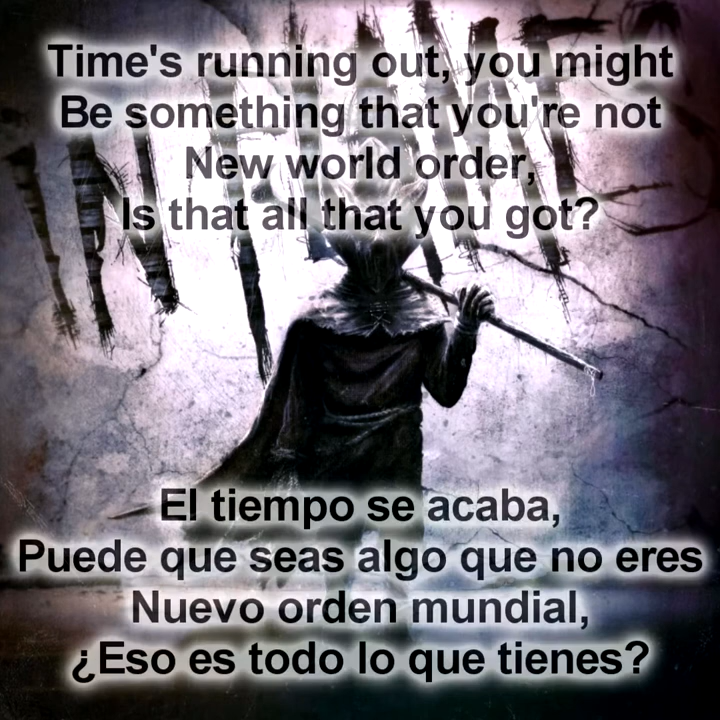 Time's running out, you might
Be something that you're not
New world order,
Is that all that you got?
El tiempo se acaba,
Puede que seas algo que no eres
Nuevo orden mundial,
¿Eso es todo lo que tienes?